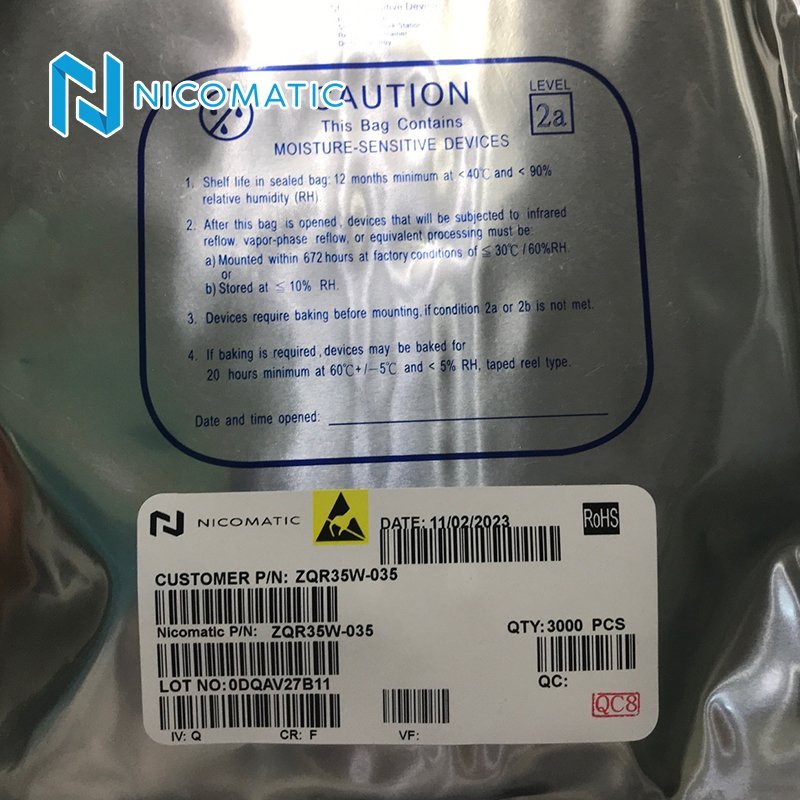 NICOMATIC
CAUTION
LEVEL
2a
This Bag Contains
MOISTURE-SENSITIVE DEVICES
1. Shelf life in sealed bag: 12 months minimum at <40℃ and < 90%
relative humidity (RH)
2. After this bag is opened, devices that will be subjected to infrared
reflow, vapor-phase reflow, or equivalent processing must be:
a) Mounted within 672 hours at factory conditions of ≤ 30℃/60%RH.
or
b) Stored at ≤ 10% RH.
3. Devices require baking before mounting, if condition 2a or 2b is not met.
4. If baking is required, devices may be baked for
20 hours minimum at 60℃+/-5℃ and < 5% RH, taped reel type.
Date and time opened:
NICOMATIC
DATE: 11/02/2023
RoHS
CUSTOMER P/N: ZQR35W-035
Nicomatic P/N: ZQR35W-035
QTY: 3000 PCS
LOT NO: 0DQAV27B11
QC:
QC8
IV: Q CR: F VF: